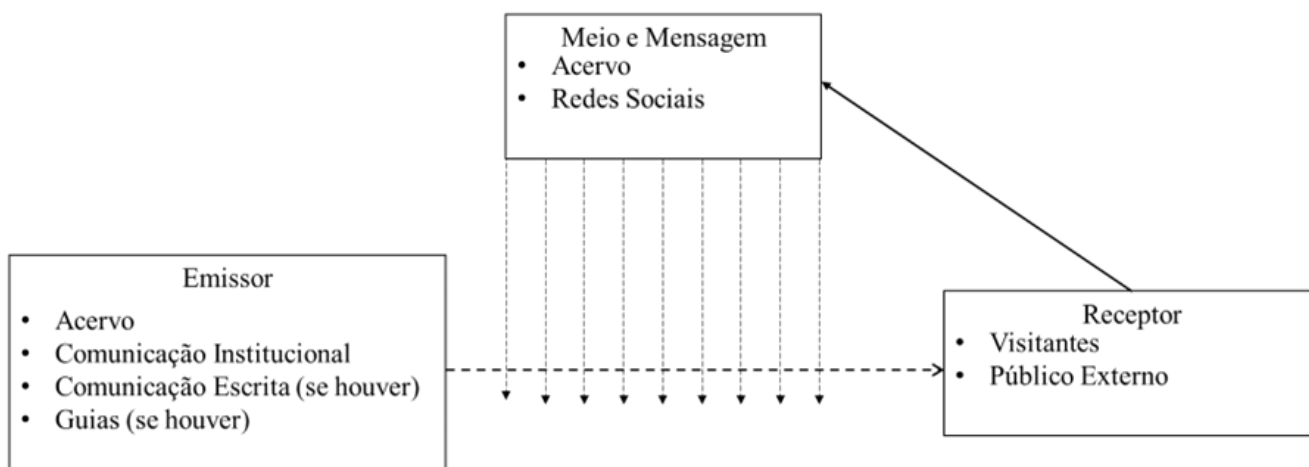 Meio e Mensagem
• Acervo
• Redes Sociais
Emissor
• Acervo
• Comunicação Institucional
• Comunicação Escrita (se houver)
• Guias (se houver)
Receptor
• Visitantes
• Público Externo